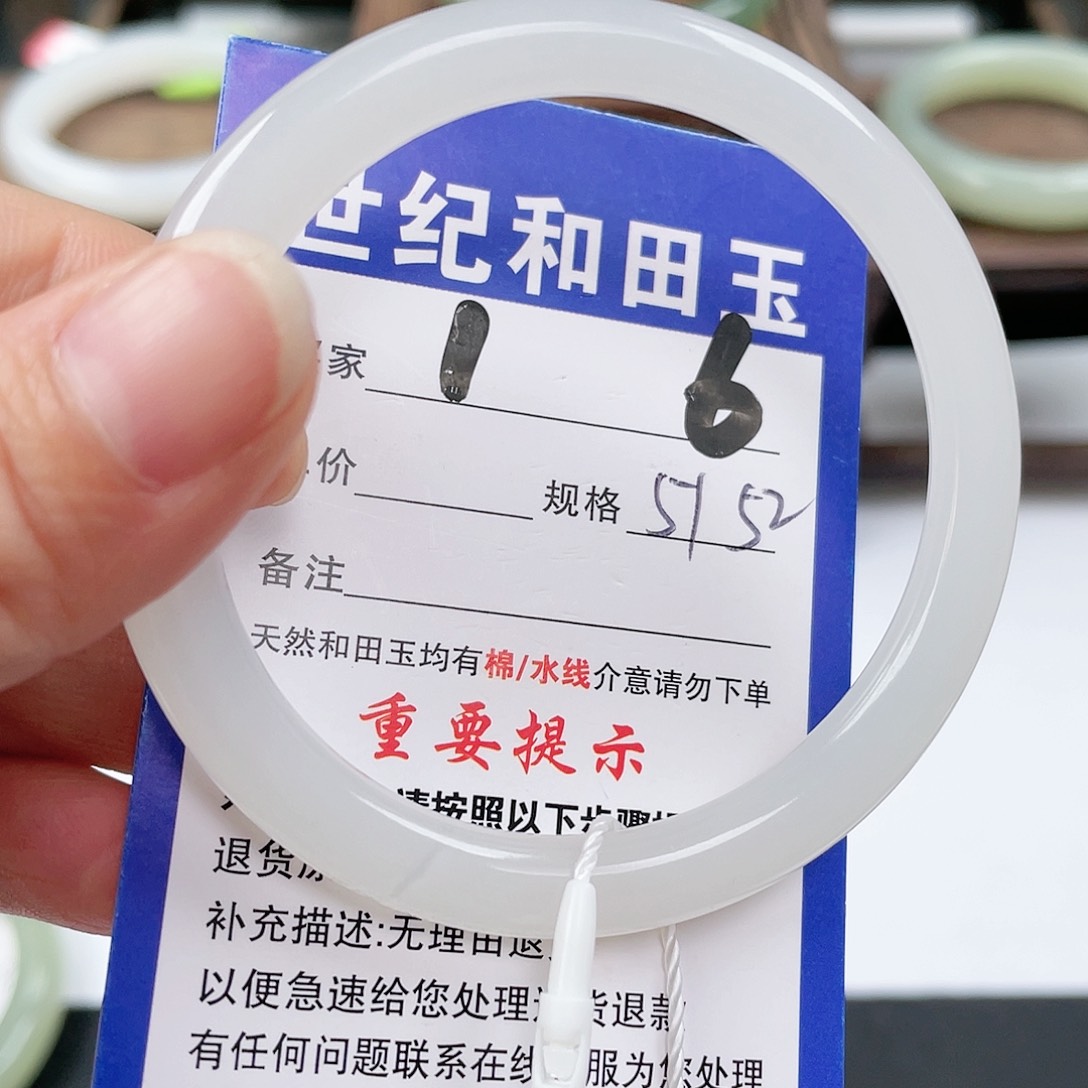 世纪和田玉
家 1 6
价 规格 51 52
备注
天然和田玉均有棉/水线介意请勿下单
重要提示
请按照以下步骤
退货
补充描述:无理由退
以便急速给您处理 货退款
有任何问题联系在线 服为您处理